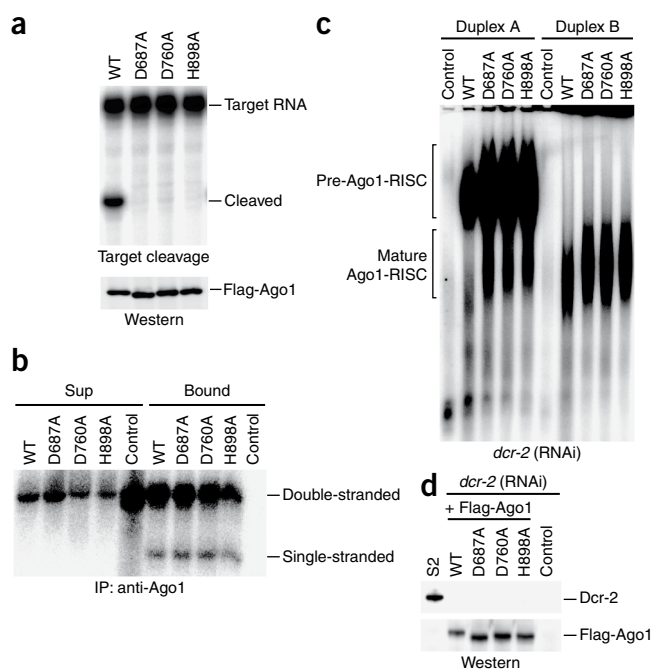 a
WT
D687A
D760A
H898A
Target RNA
Cleaved
Target cleavage
Flag-Ago1
Western
b
Sup
Bound
WT
D687A
D760A
H898A
Control
WT
D687A
D760A
H898A
Control
Double-stranded
Single-stranded
IP: anti-Ago1
c
Duplex A
Duplex B
Control
WT
D687A
D760A
H898A
Control
WT
D687A
D760A
H898A
Pre-Ago1-RISC
Mature
Ago1-RISC
dcr-2 (RNAi)
d
dcr-2 (RNAi)
+ Flag-Ago1
S2
WT
D687A
D760A
H898A
Control
Dcr-2
Flag-Ago1
Western